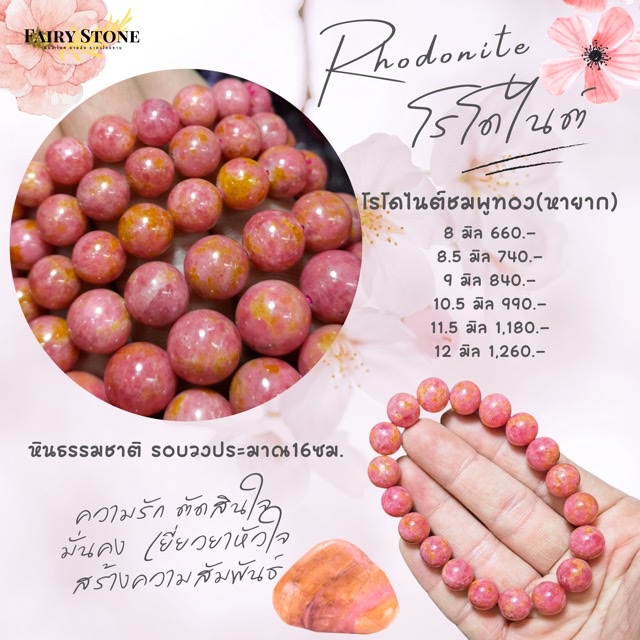 FAIRY STONE
Rhodonite
โรโดไนต์
โรโดไนต์ชมพูทอง(หายาก)
8 มิล 660.-
8.5 มิล 740.-
9 มิล 840.-
10.5 มิล 990.-
11.5 มิล 1,180.-
12 มิล 1,260.-
หินธรรมชาติ รอบวงประมาณ16ซม.
ความรัก ตัดสินใจ
มั่นคง เยี่ยวยาหัวใจ
สร้างความสัมพันธ์